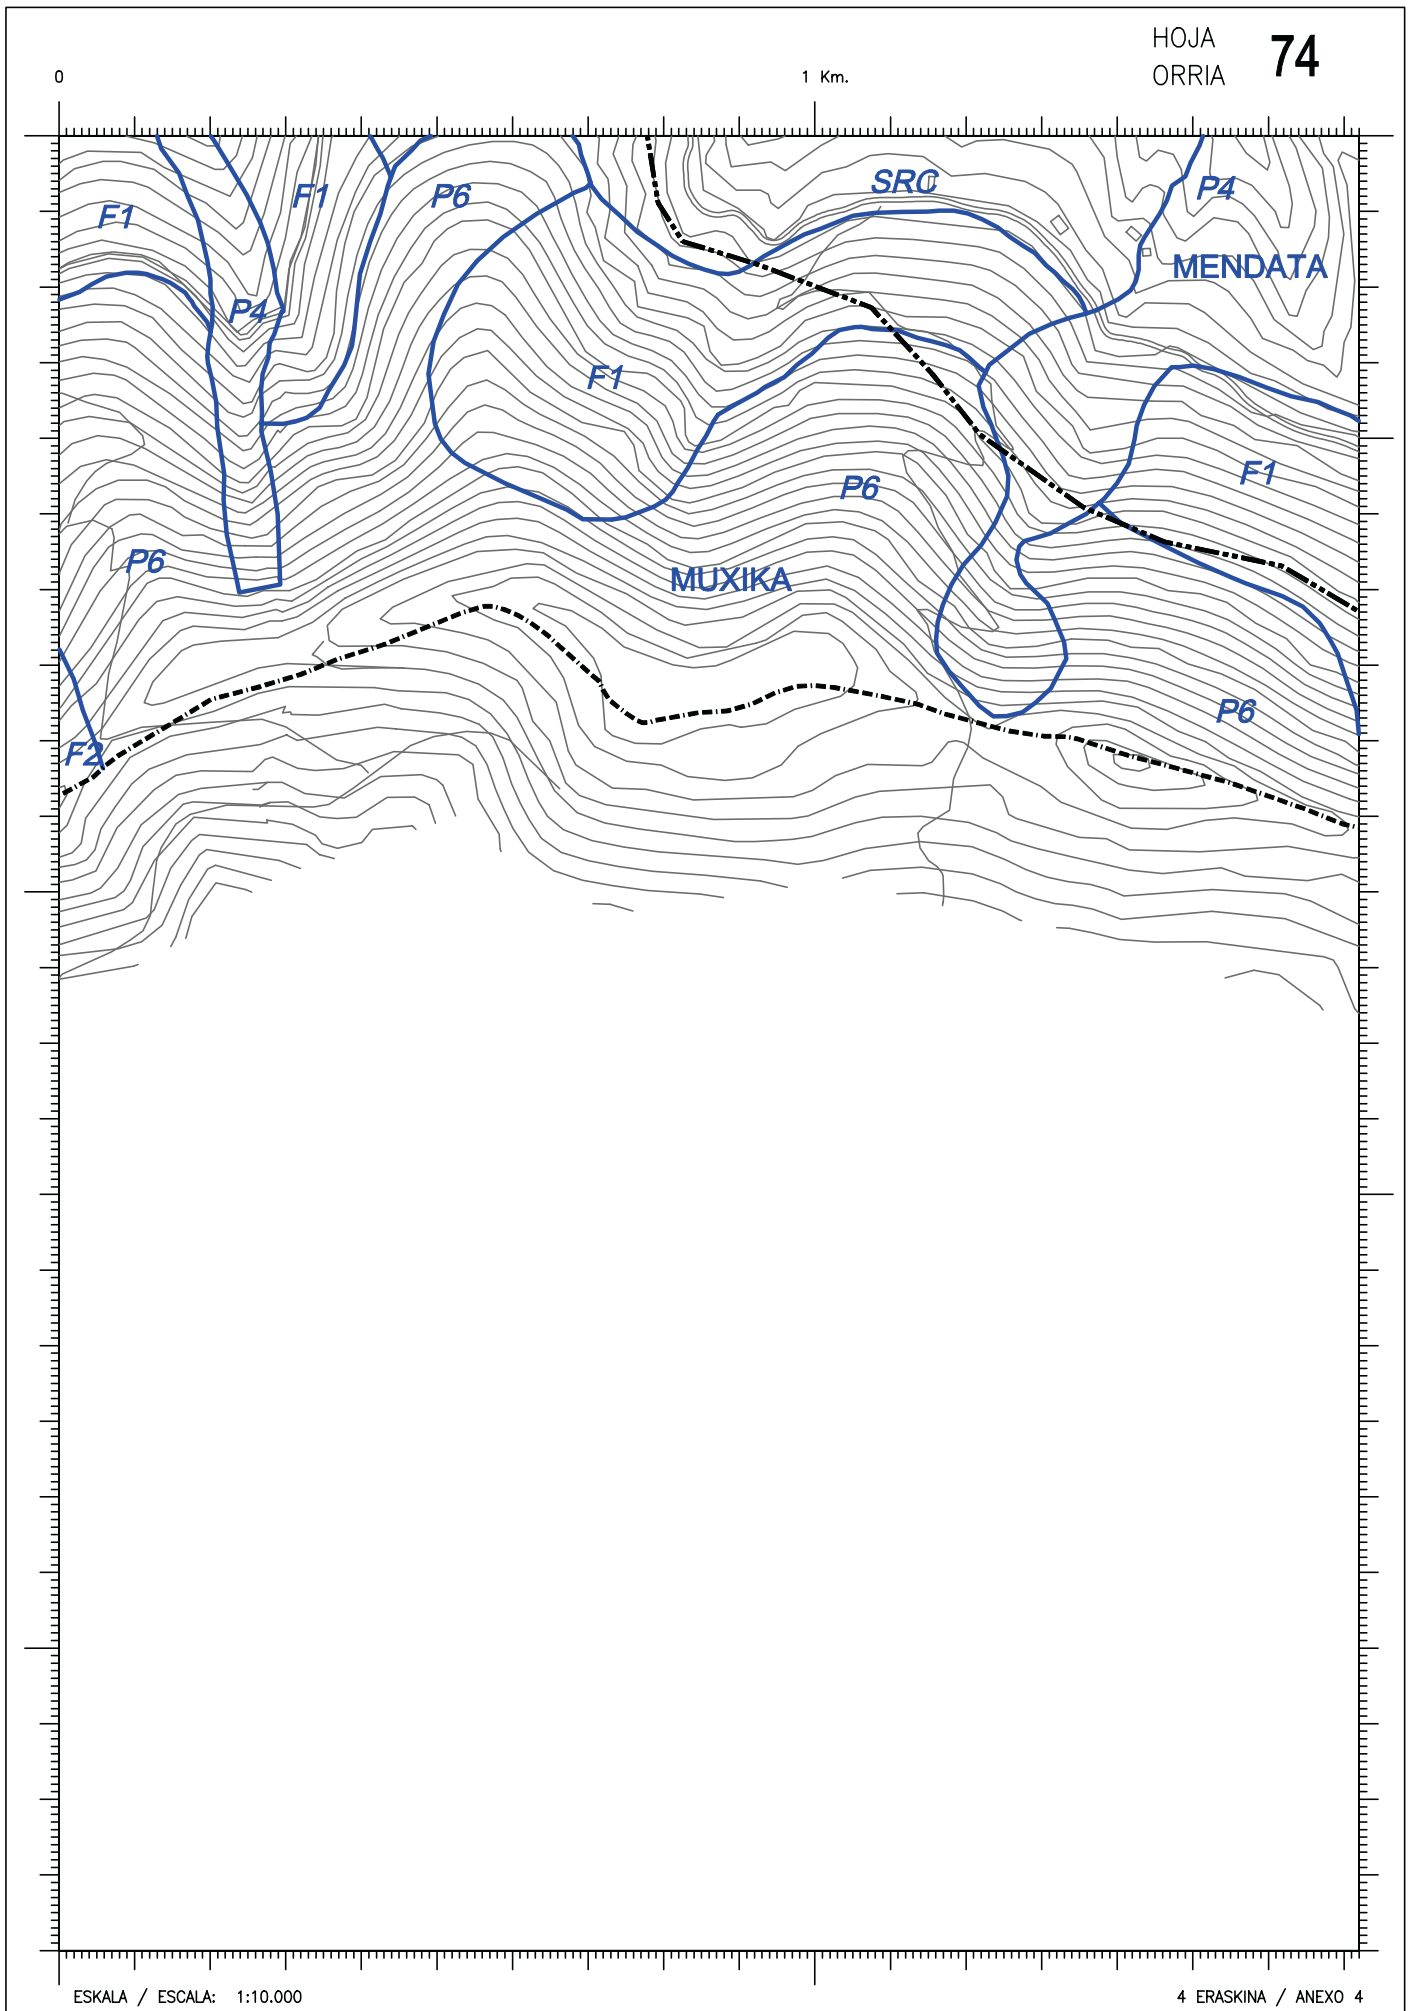 HOJA
ORRIA 74
0 1 Km.
SRC
P4
F1 P6
F1
MENDATA
P4
F1
F1
P6
P6
MUXIKA
P6
F2
ESKALA / ESCALA: 1:10.000 4 ERASKINA / ANEXO 4